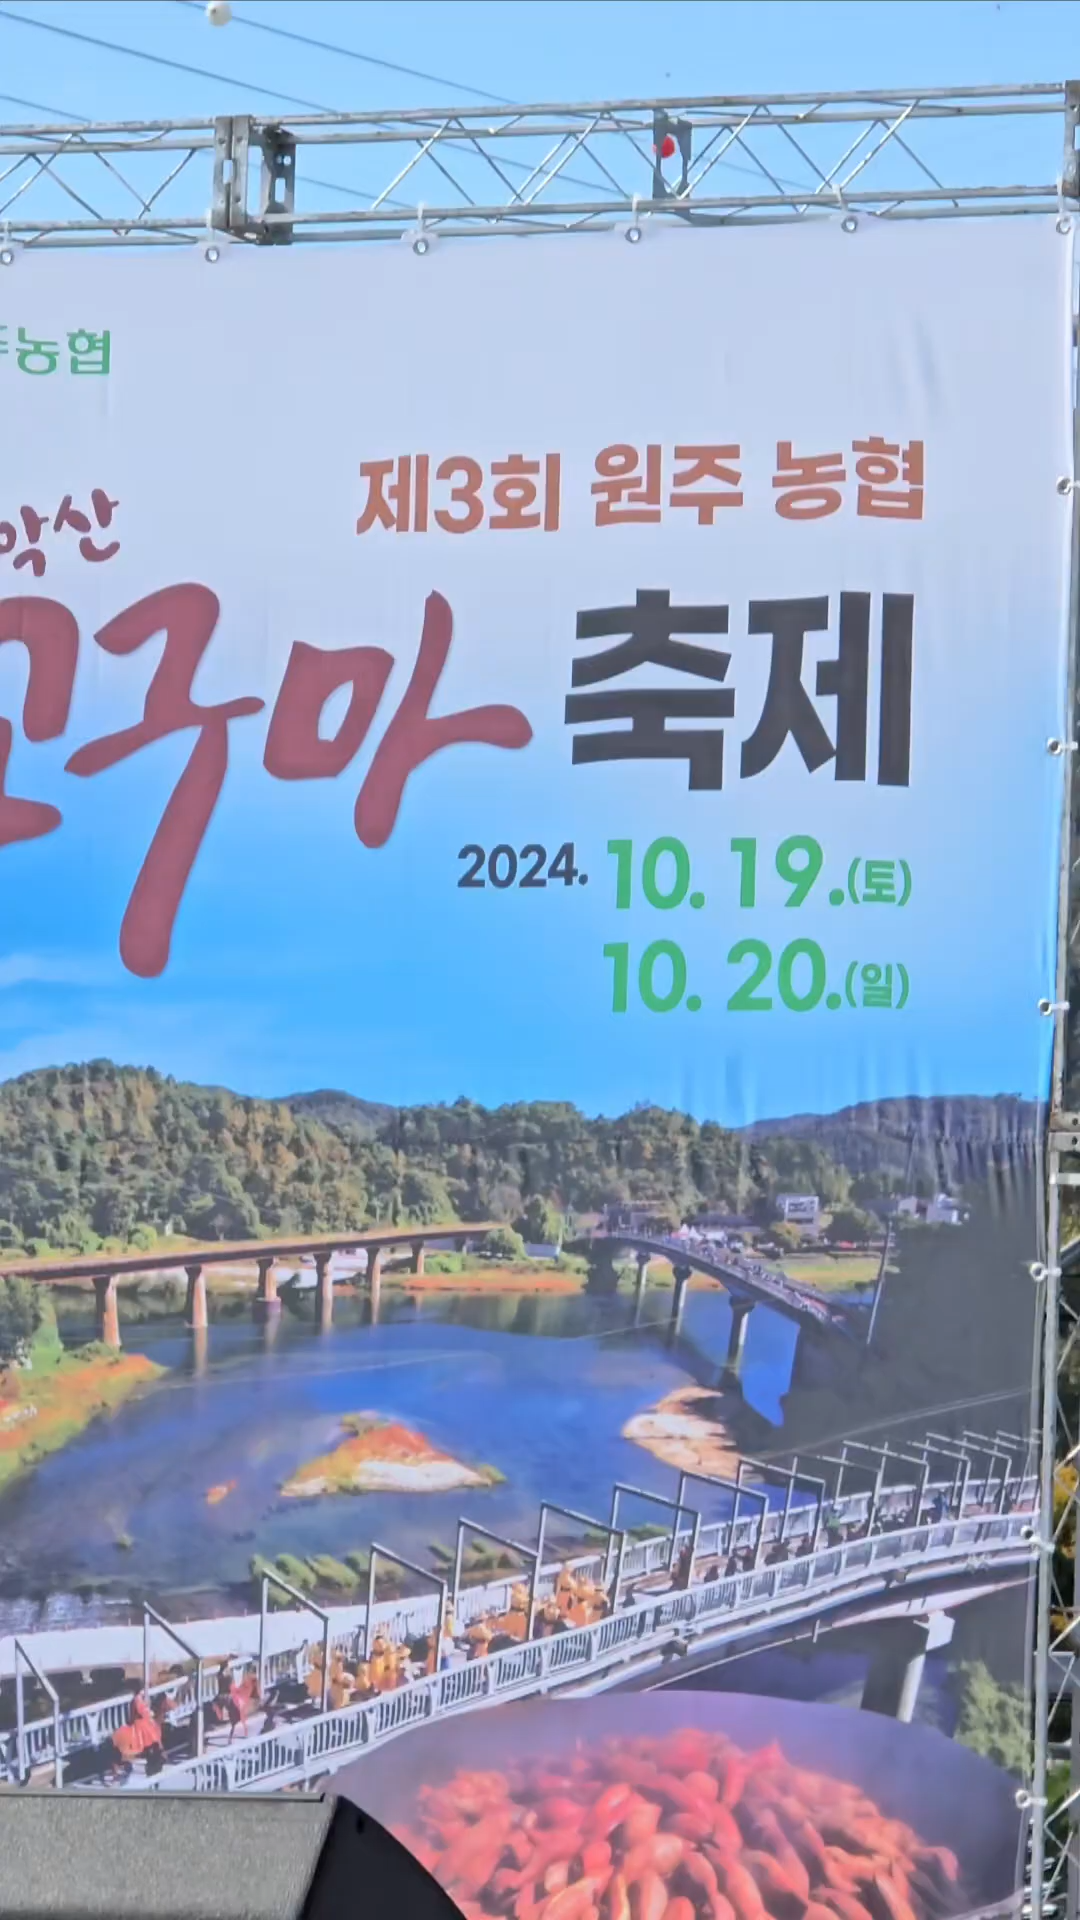 농협
제3회 원주 농협
악산
고구마 축제
2024. 10. 19.(토)
10. 20.(일)